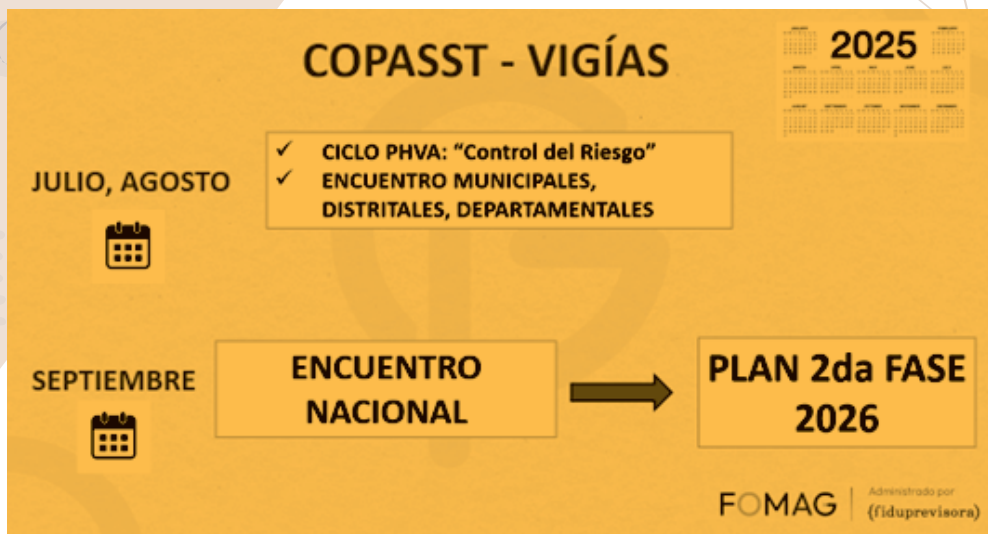 COPASST - VIGÍAS
2025
JULIO, AGOSTO
✓ CICLO PHVA: “Control del Riesgo”
✓ ENCUENTRO MUNICIPALES,
DISTRITALES, DEPARTAMENTALES
SEPTIEMBRE
ENCUENTRO
NACIONAL
PLAN 2da FASE
2026
FOMAG
Administrado por
(fiduprevisora)